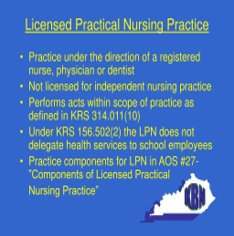 Licensed Practical Nursing Practice
• Practice under the direction of a registered
nurse, physician or dentist
• Not licensed for independent nursing practice
• Performs acts within scope of practice as
defined in KRS 314.011(10)
• Under KRS 156.502(2) the LPN does not
delegate health services to school employees
• Practice components for LPN in AOS #27-
"Components of Licensed Practical
Nursing Practice"
KBN